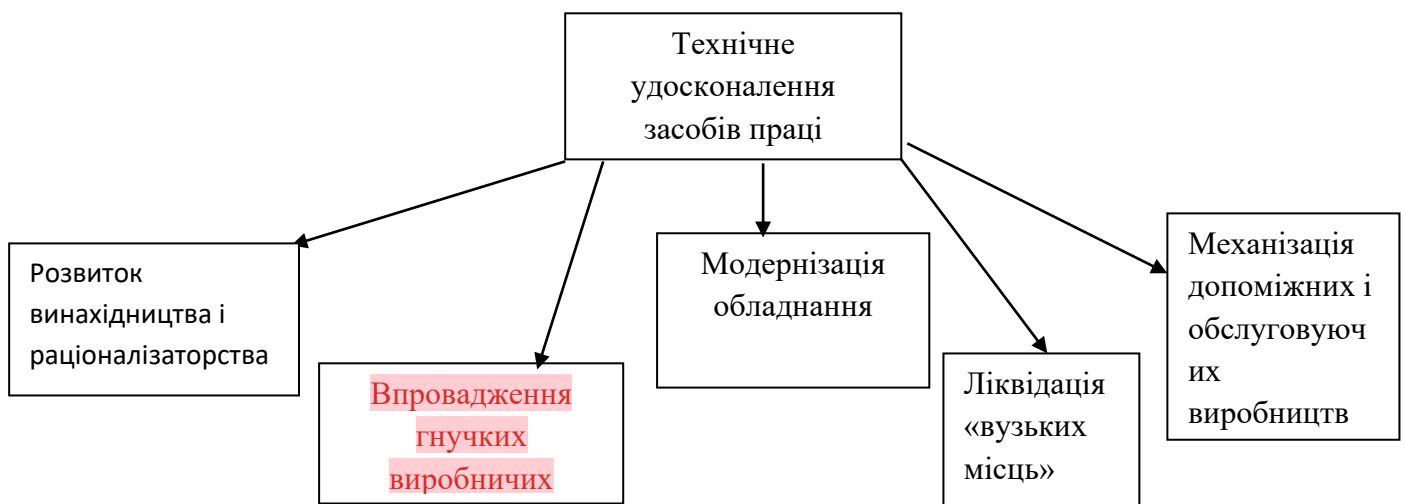 Технічне
удосконалення
засобів праці
Розвиток
винахідництва і
раціоналізаторства
Впровадження
гнучких
виробничих
Модернізація
обладнання
Ліквідація
«вузьких
місць»
Механізація
допоміжних і
обслуговуюч
их
виробництв